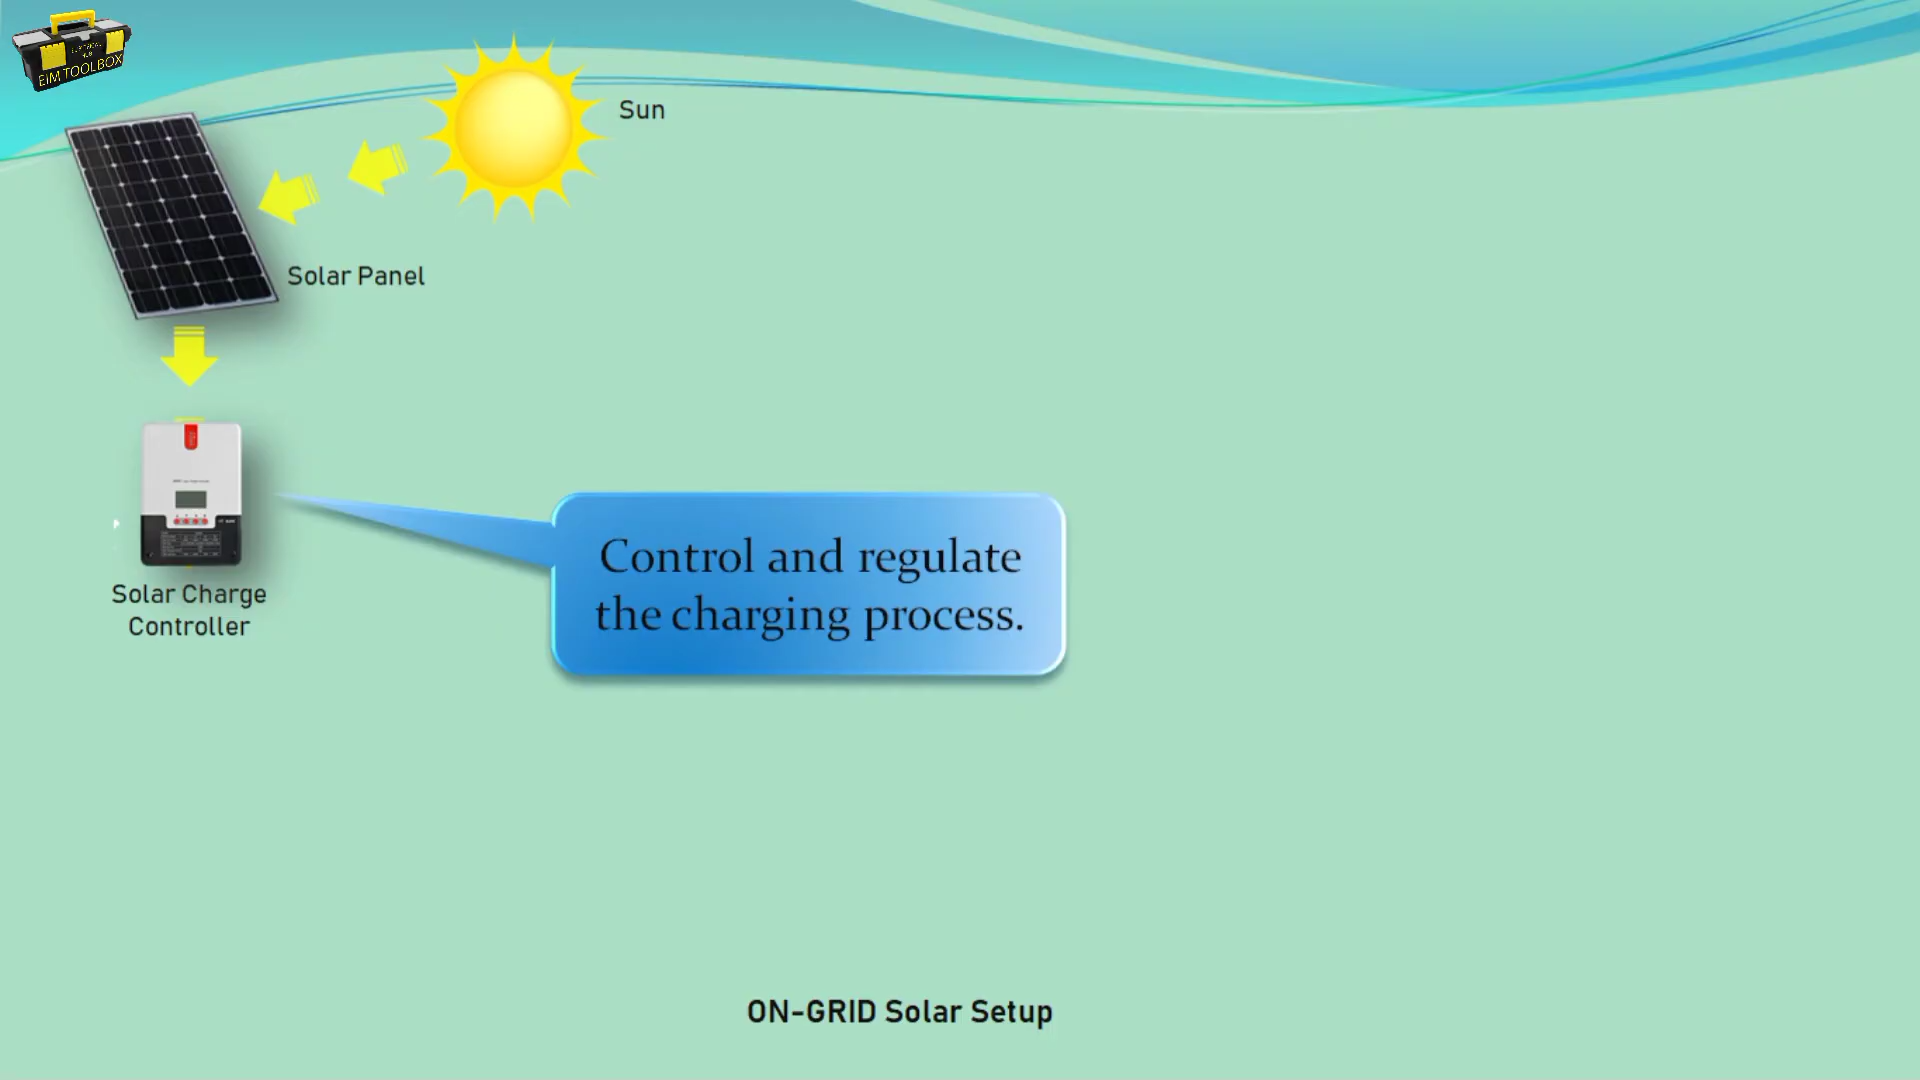 EIM TOOLBOX
Sun
Solar Panel
Solar Charge
Controller
Control and regulate
the charging process.
ON-GRID Solar Setup